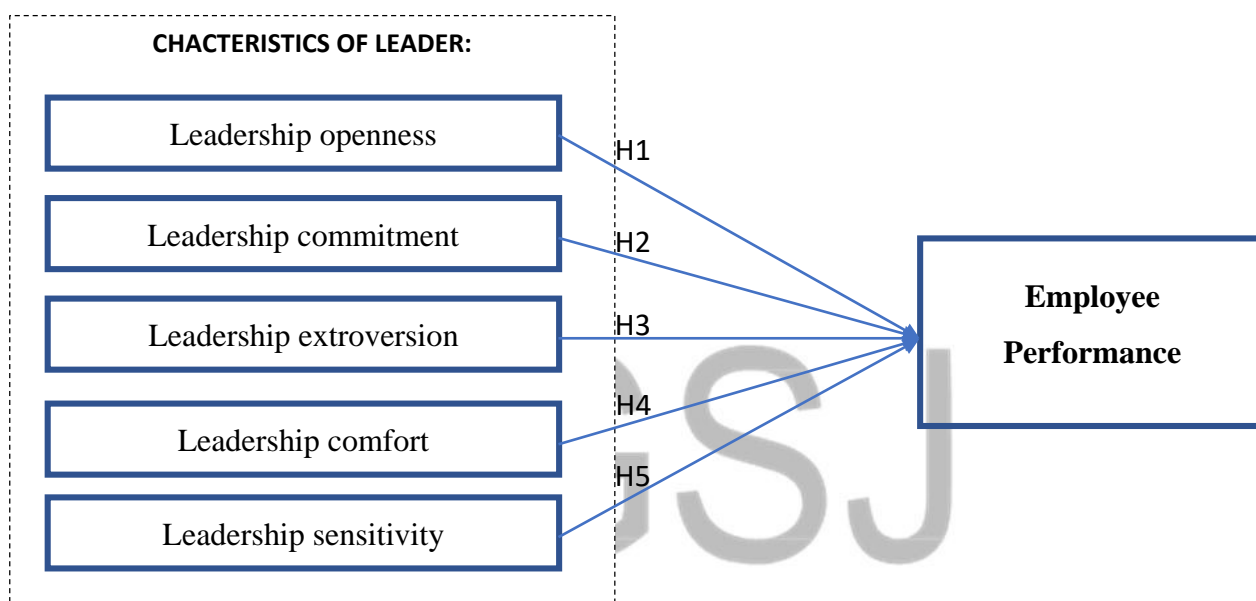 CHACTERISTICS OF LEADER:
Leadership openness
H1
Leadership commitment
H2
Leadership extroversion
H3
Leadership comfort
H4
Leadership sensitivity
H5
Employee
Performance
GSJ